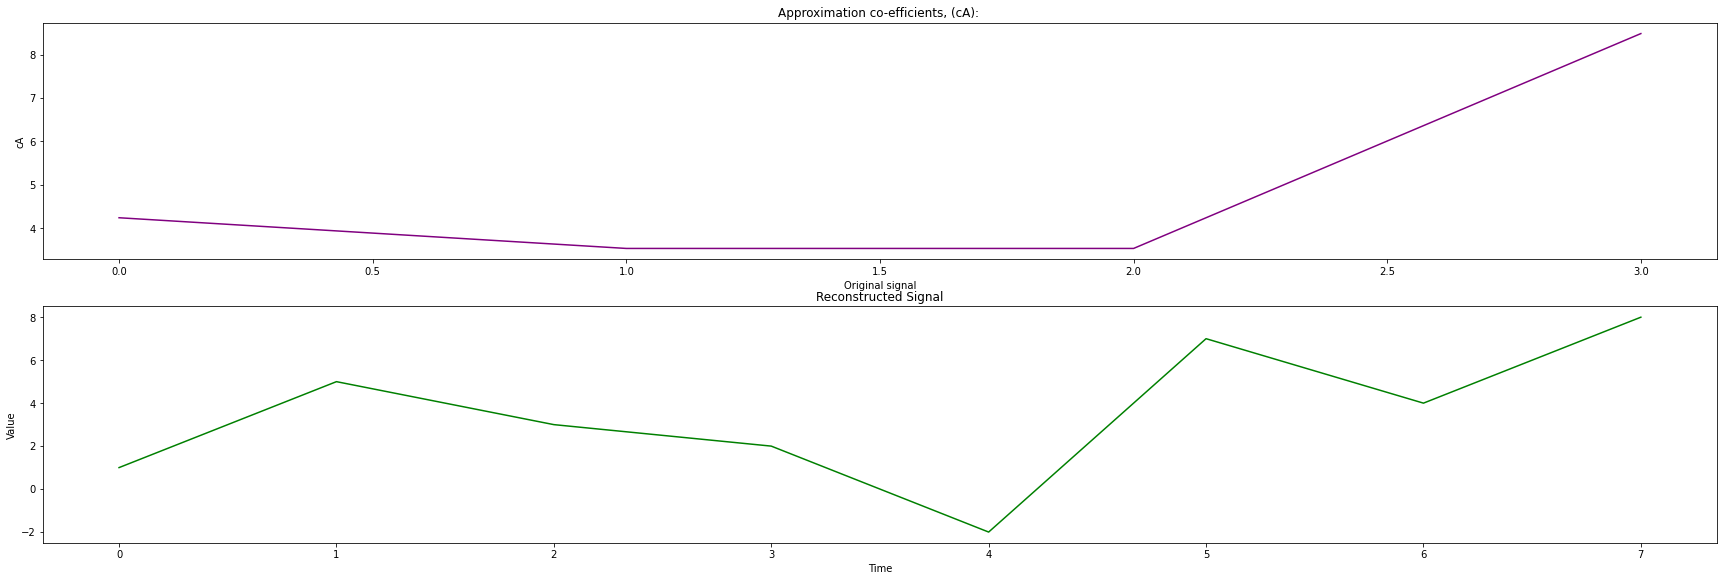 Approximation co-efficients, (cA):
8
7
6
5
4
cA
0.0 0.5 1.0 1.5 2.0 2.5 3.0
Original signal
Reconstructed Signal
8
6
4
2
0
−2
Value
0 1 2 3 4 5 6 7
Time